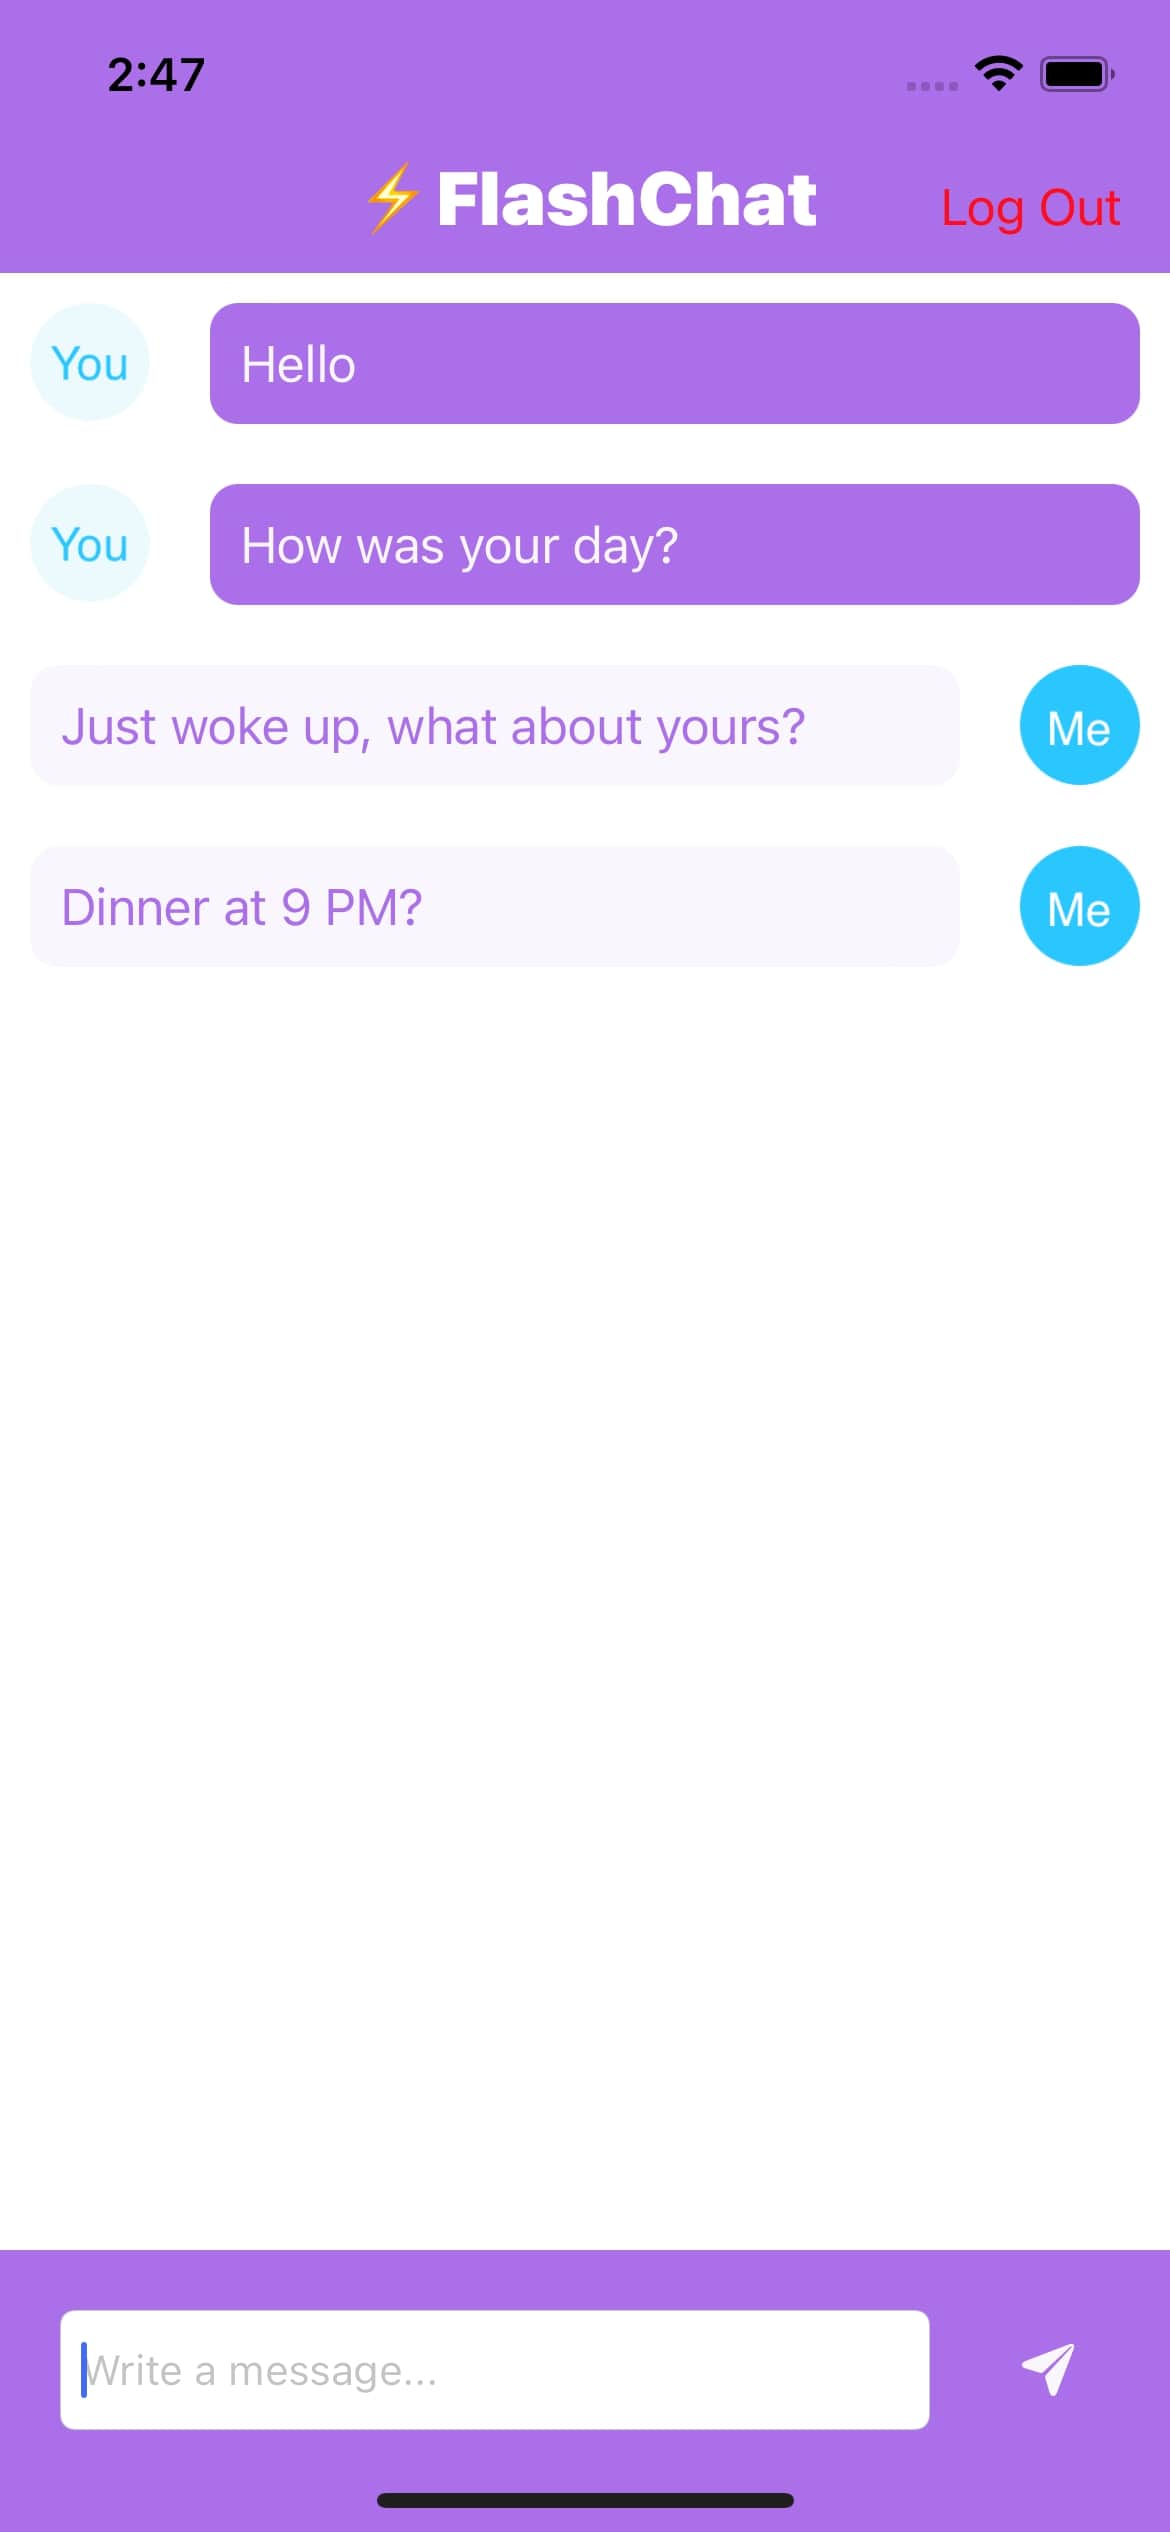 2:47
⚡FlashChat
Log Out
You
Hello
You
How was your day?
Just woke up, what about yours?
Me
Dinner at 9 PM?
Me
Write a message...